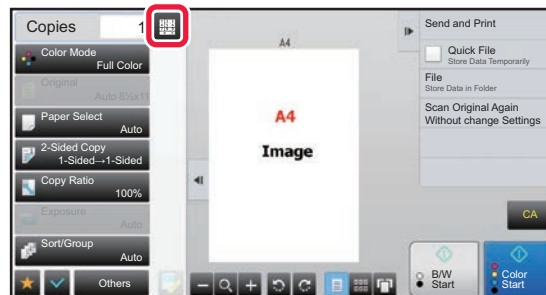 Copies
1
Color Mode
Full Color
Original
Auto 8½x11
Paper Select
Auto
2-Sided Copy
1-Sided→1-Sided
Copy Ratio
100%
Exposure
Auto
Sort/Group
Auto
Others
A4
A4
Image
Send and Print
Quick File
Store Data Temporarily
File
Store Data in Folder
Scan Original Again
Without change Settings
CA
B/W
Start
Color
Start